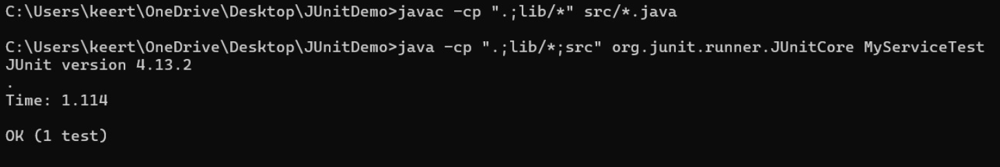 C:\Users\keert\OneDrive\Desktop\JUnitDemo>javac -cp ".;lib/*" src/*.java
C:\Users\keert\OneDrive\Desktop\JUnitDemo>java -cp ".;lib/*;src" org.junit.runner.JUnitCore MyServiceTest
JUnit version 4.13.2
.
Time: 1.114
OK (1 test)